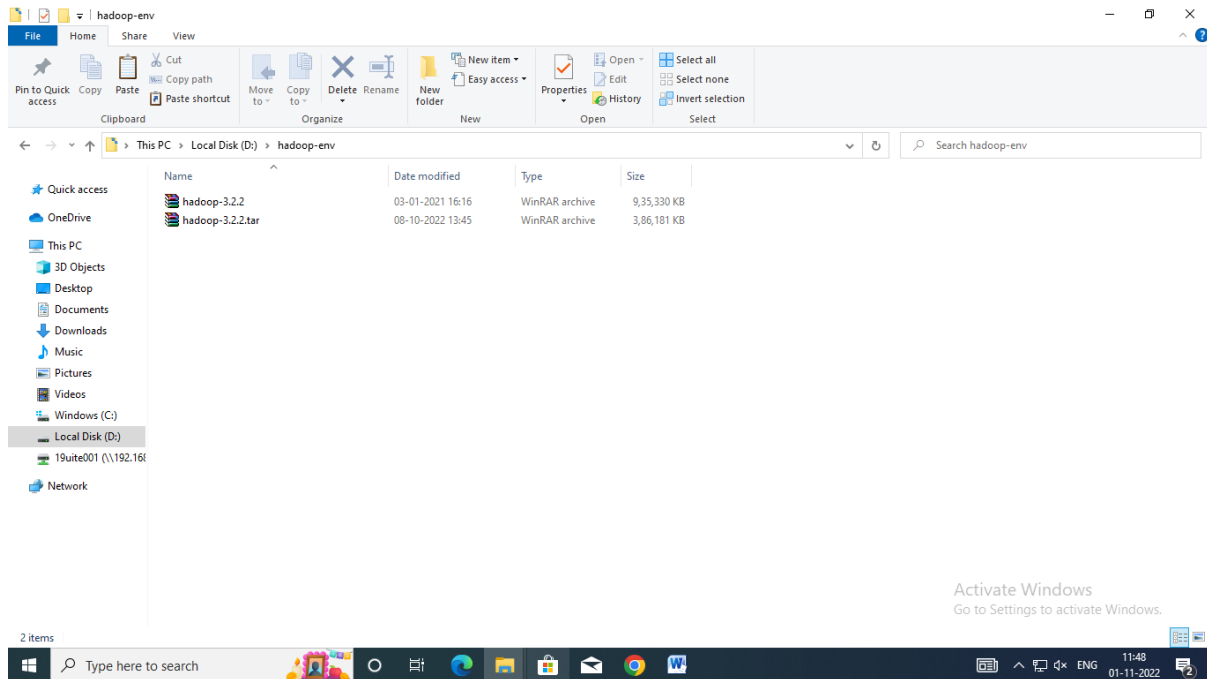 hadoop-env
File Home Share View
Pin to Quick access
Copy
Paste
Cut
Copy path
Paste shortcut
Clipboard
Move to
Copy to
Delete
Rename
Organize
New folder
New item
Easy access
New
Properties
Open
Edit
History
Open
Select all
Select none
Invert selection
Select
This PC › Local Disk (D:) › hadoop-env
Search hadoop-env
Name Date modified Type Size
hadoop-3.2.2 03-01-2021 16:16 WinRAR archive 9,35,330 KB
hadoop-3.2.2.tar 08-10-2022 13:45 WinRAR archive 3,86,181 KB
Quick access
OneDrive
This PC
3D Objects
Desktop
Documents
Downloads
Music
Pictures
Videos
Windows (C:)
Local Disk (D:)
19uite001 (\\192.168
Network
Activate Windows
Go to Settings to activate Windows.
2 items
Type here to search
ENG
11:48
01-11-2022
2